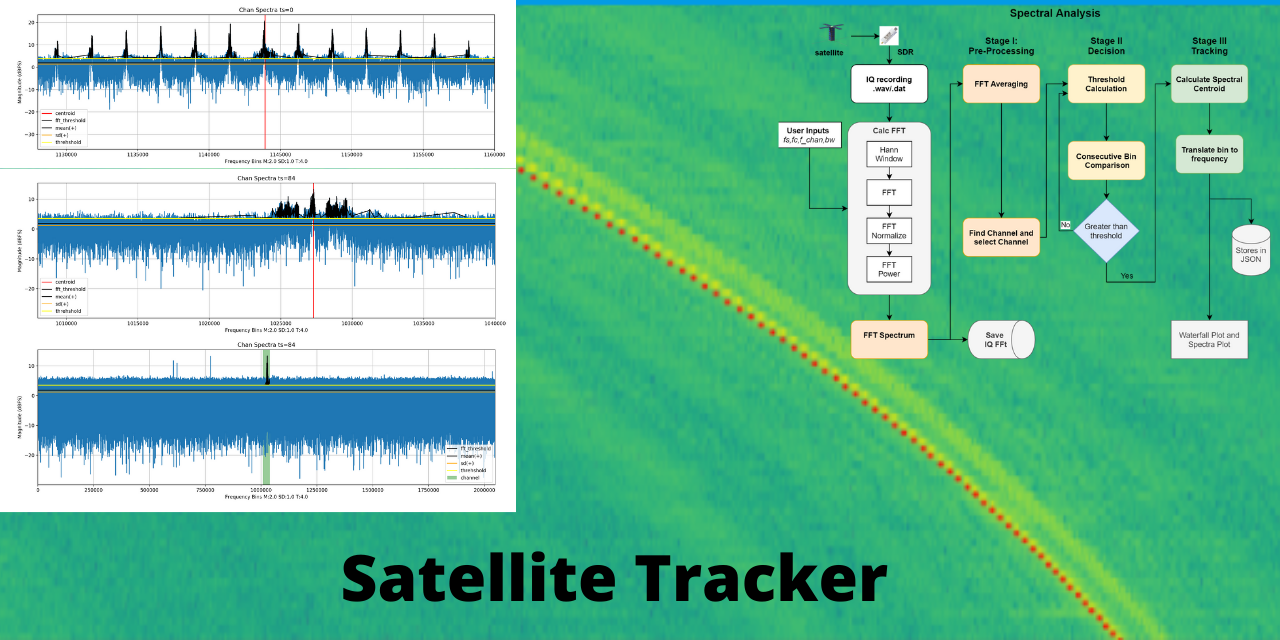 Chan Spectra ts=0
Magnitude (dBFS)
20
10
0
−10
−20
−30
centroid
fft_threshold
mean(+)
sd(+)
threhshold
1130000 1135000 1140000 1145000 1150000 1155000 1160000
Frequency Bins M:2.0 SD:1.0 T:4.0
Chan Spectra ts=84
Magnitude (dBFS)
10
0
−10
−20
centroid
fft_threshold
mean(+)
sd(+)
threhshold
1010000 1015000 1020000 1025000 1030000 1035000 1040000
Frequency Bins M:2.0 SD:1.0 T:4.0
Chan Spectra ts=84
Magnitude (dBFS)
10
0
−10
−20
ft_threshold
mean(+)
sd(+)
threhshold
channel
0 250000 500000 750000 1000000 1250000 1500000 1750000 2000000
Frequency Bins M:2.0 SD:1.0 T:4.0
Spectral Analysis
satellite
SDR
IQ recording
.wav/.dat
User Inputs
fs,fc,f_chan,bw
Calc FFT
Hann
Window
FFT
FFT
Normalize
FFT
Power
FFT Spectrum
Save
IQ FFt
Stage I:
Pre-Processing
FFT Averaging
Find Channel and
select Channel
Stage II
Decision
Threshold
Calculation
Consecutive Bin
Comparison
Greater than
threshold
No
Yes
Stage III
Tracking
Calculate Spectral
Centroid
Translate bin to
frequency
Stores in
JSON
Waterfall Plot and
Spectra Plot
Satellite Tracker